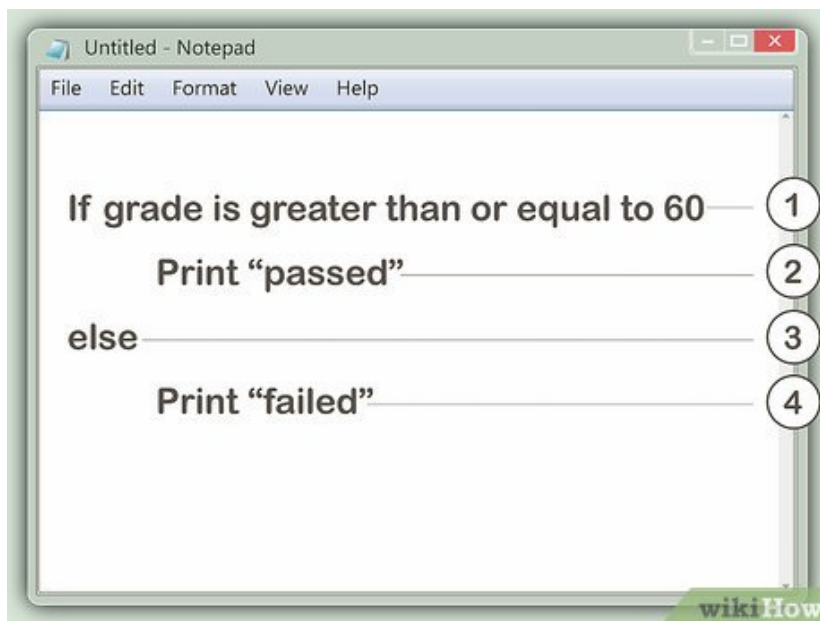 Untitled - Notepad
File Edit Format View Help
If grade is greater than or equal to 60 1
Print “passed” 2
else 3
Print “failed” 4
wikiHow